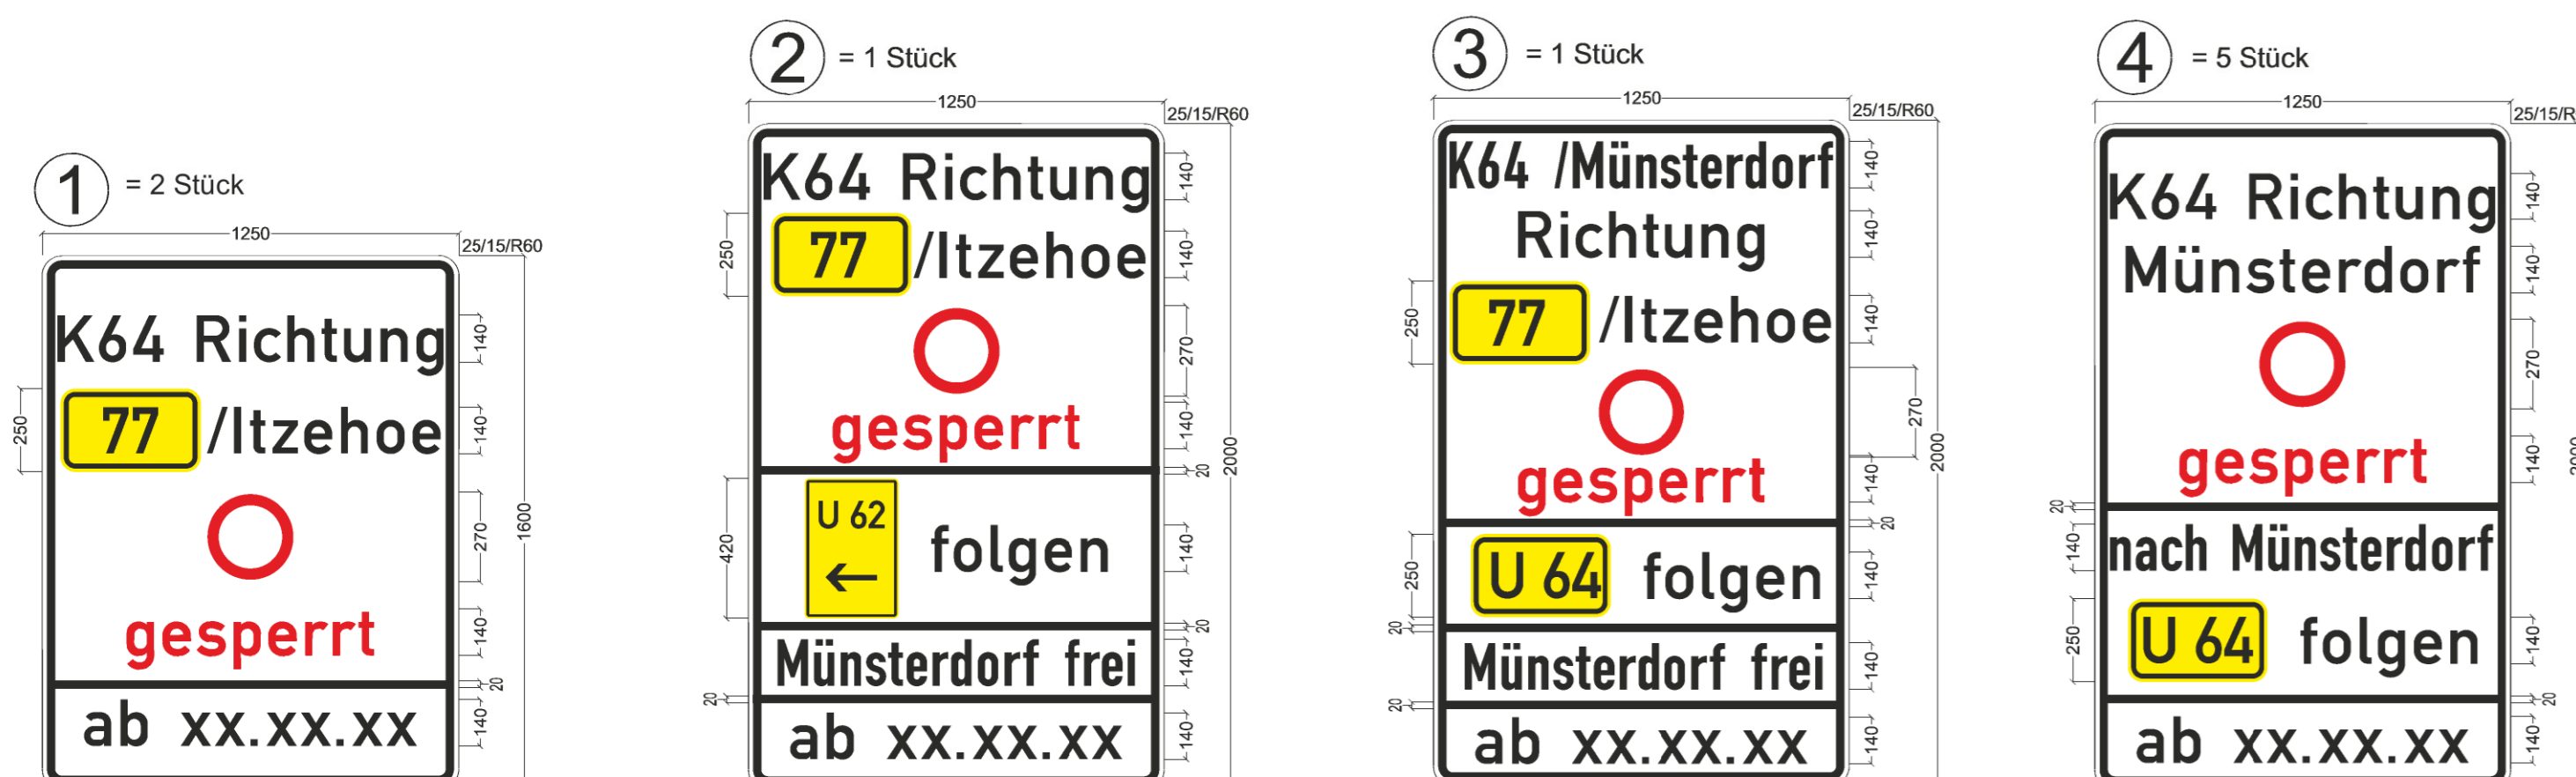 1 = 2 Stück
1250
25/15/R60
K64 Richtung
77 /Itzehoe
gesperrt
ab xx.xx.xx
250
140
140
270
140
20
140
1600
2 = 1 Stück
1250
25/15/R60
K64 Richtung
77 /Itzehoe
gesperrt
U 62
← folgen
Münsterdorf frei
ab xx.xx.xx
250
420
20
140
140
270
140
20
140
20
140
140
2000
3 = 1 Stück
1250
25/15/R60
K64 /Münsterdorf
Richtung
77 /Itzehoe
gesperrt
U 64 folgen
Münsterdorf frei
ab xx.xx.xx
250
250
20
20
140
140
140
270
140
20
140
140
140
2000
4 = 5 Stück
1250
25/15/R
K64 Richtung
Münsterdorf
gesperrt
nach Münsterdorf
U 64 folgen
ab xx.xx.xx
20
140
250
140
140
270
140
140
20
140